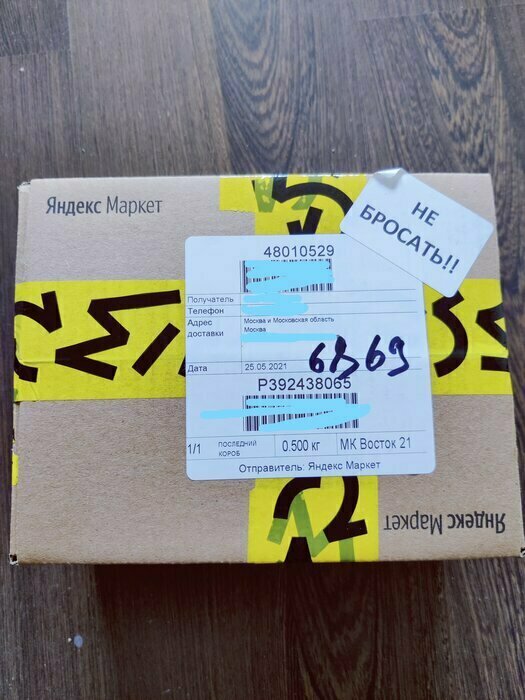 Яндекс Маркет
НЕ
БРОСАТЬ!!
48010529
Получатель
Телефон
Адрес доставки
Москва и Московская область
Москва
Дата
25.05.2021
6369
P392438065
1/1
ПОСЛЕДНИЙ
КОРОБ
0.500 кг
МК Восток 21
Отправитель: Яндекс Маркет
Яндекс Маркет